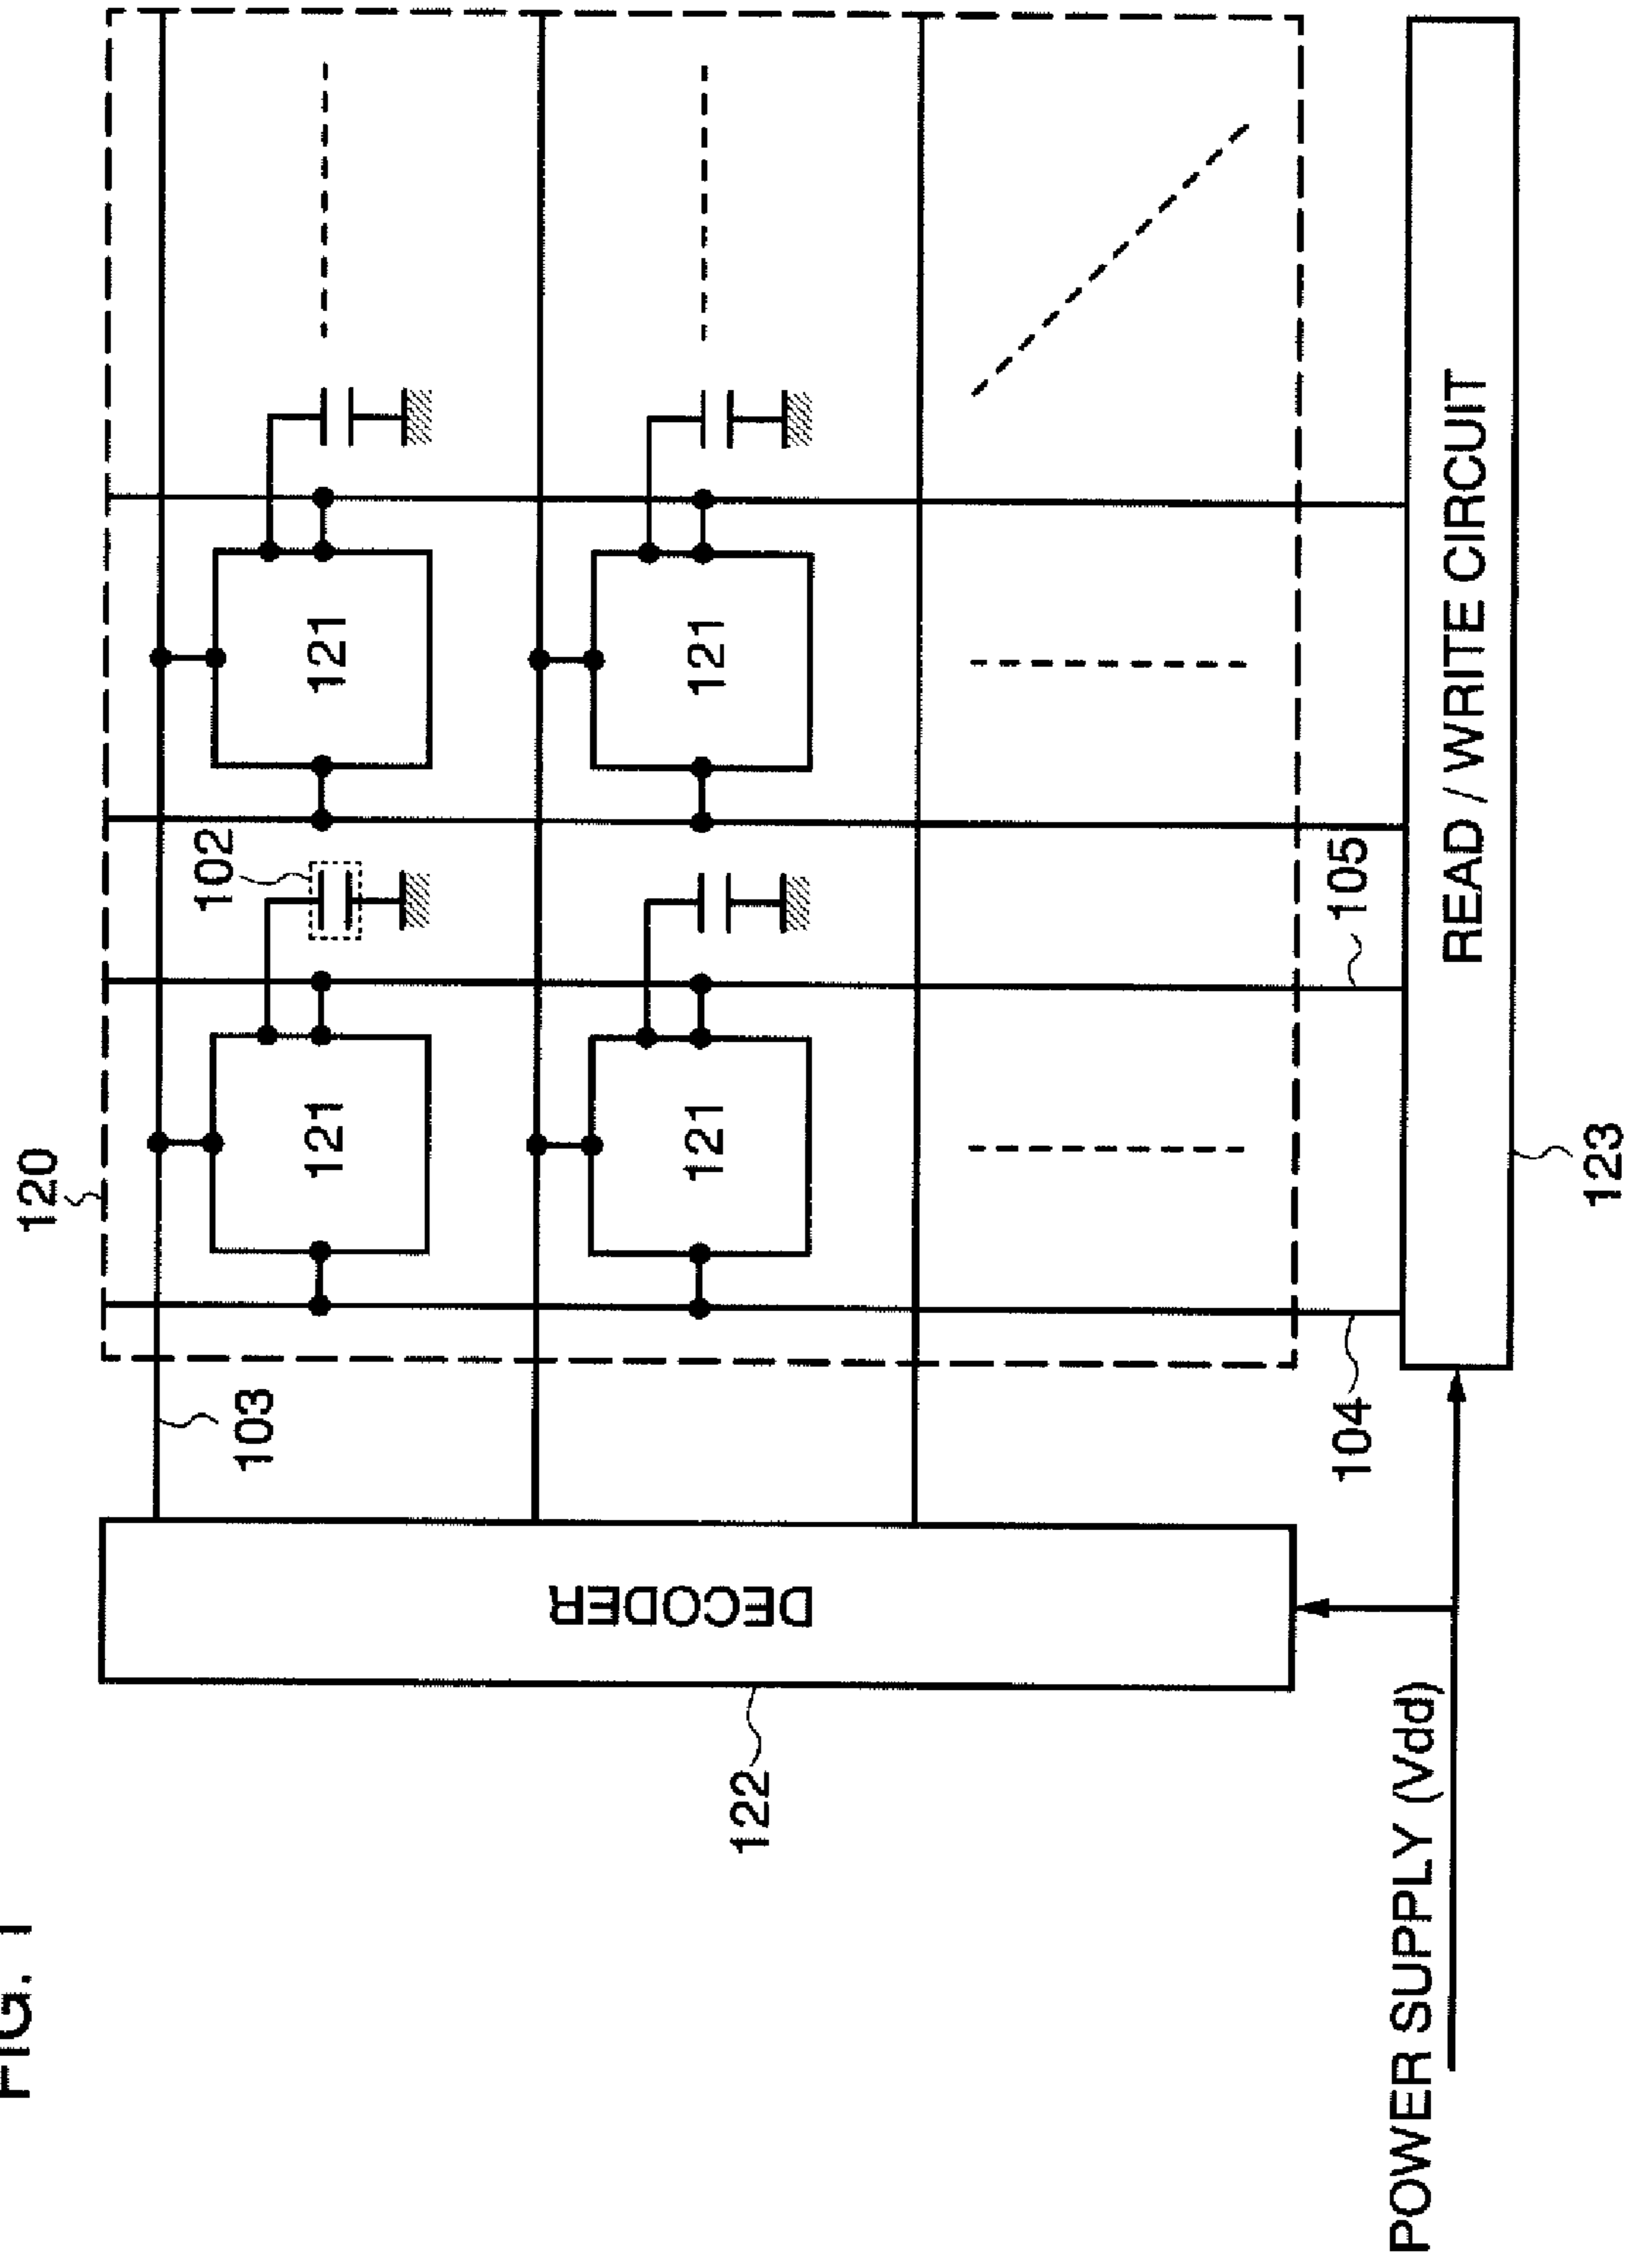 FIG. 1
120
103
102
121
121
121
121
DECODER
122
104
105
READ / WRITE CIRCUIT
123
POWER SUPPLY (Vdd)